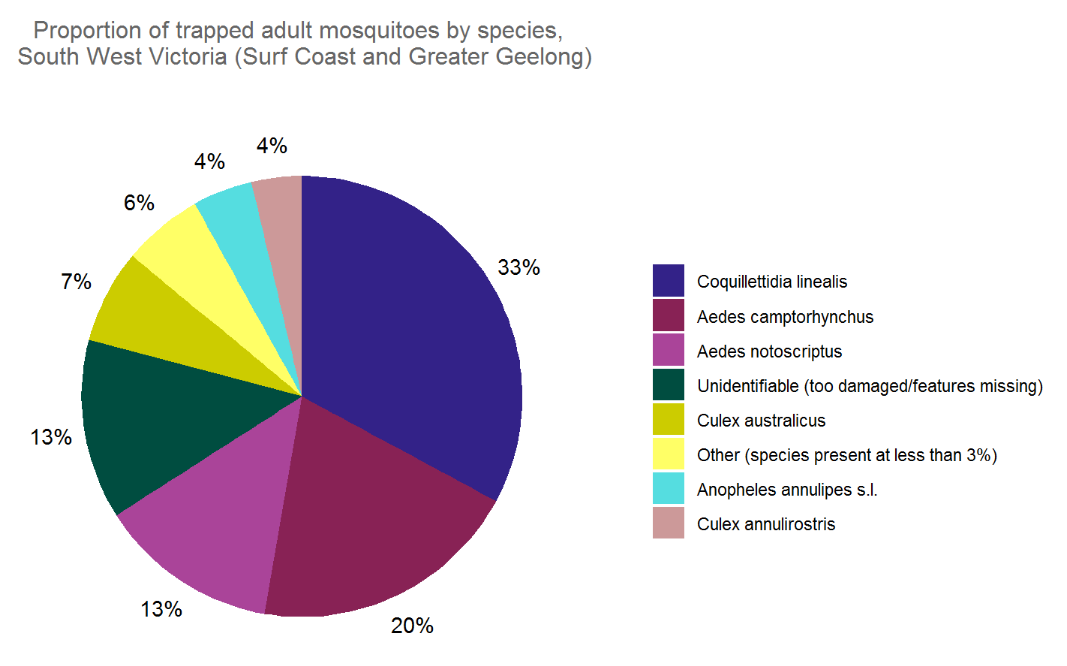 Proportion of trapped adult mosquitoes by species,
South West Victoria (Surf Coast and Greater Geelong)
4%
4%
6%
7%
33%
13%
13%
20%
Coquillettidia linealis
Aedes camptorhynchus
Aedes notoscriptus
Unidentifiable (too damaged/features missing)
Culex australicus
Other (species present at less than 3%)
Anopheles annulipes s.l.
Culex annulirostris